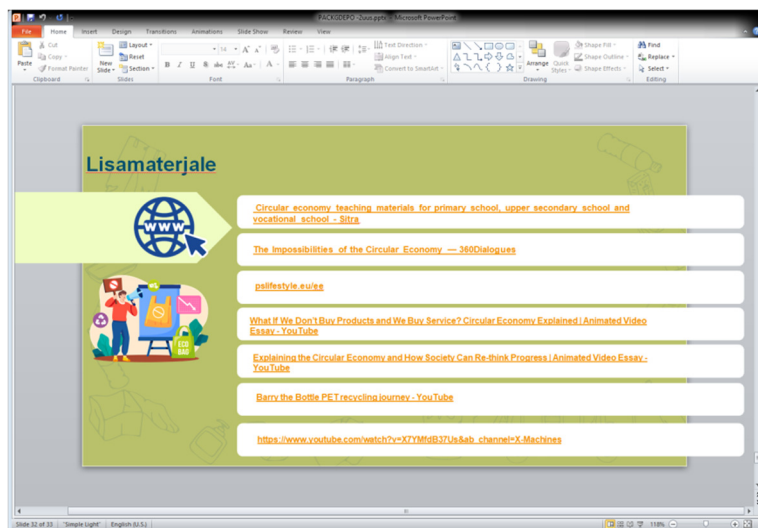 PACKGDEPO -2uus.pptx - Microsoft PowerPoint
File Home Insert Design Transitions Animations Slide Show Review View
Paste
Cut
Copy
Format Painter
Clipboard
New Slide
Layout
Reset
Section
Slides
14
Font
Text Direction
Align Text
Convert to SmartArt
Paragraph
Arrange
Quick Styles
Shape Fill
Shape Outline
Shape Effects
Drawing
Find
Replace
Select
Editing
Lisamaterjale
WWW
Circular economy teaching materials for primary school, upper secondary school and
vocational school - Sitra
The Impossibilities of the Circular Economy — 360Dialogues
pslifestyle.eu/ee
What If We Don't Buy Products and We Buy Service? Circular Economy Explained | Animated Video
Essay - YouTube
Explaining the Circular Economy and How Society Can Re-think Progress | Animated Video Essay -
YouTube
Barry the Bottle PET recycling journey - YouTube
https://www.youtube.com/watch?v=X7YMfdB37Us&ab_channel=X-Machines
ECO
BAG
Slide 32 of 33 "Simple Light" English (U.S.) 118%